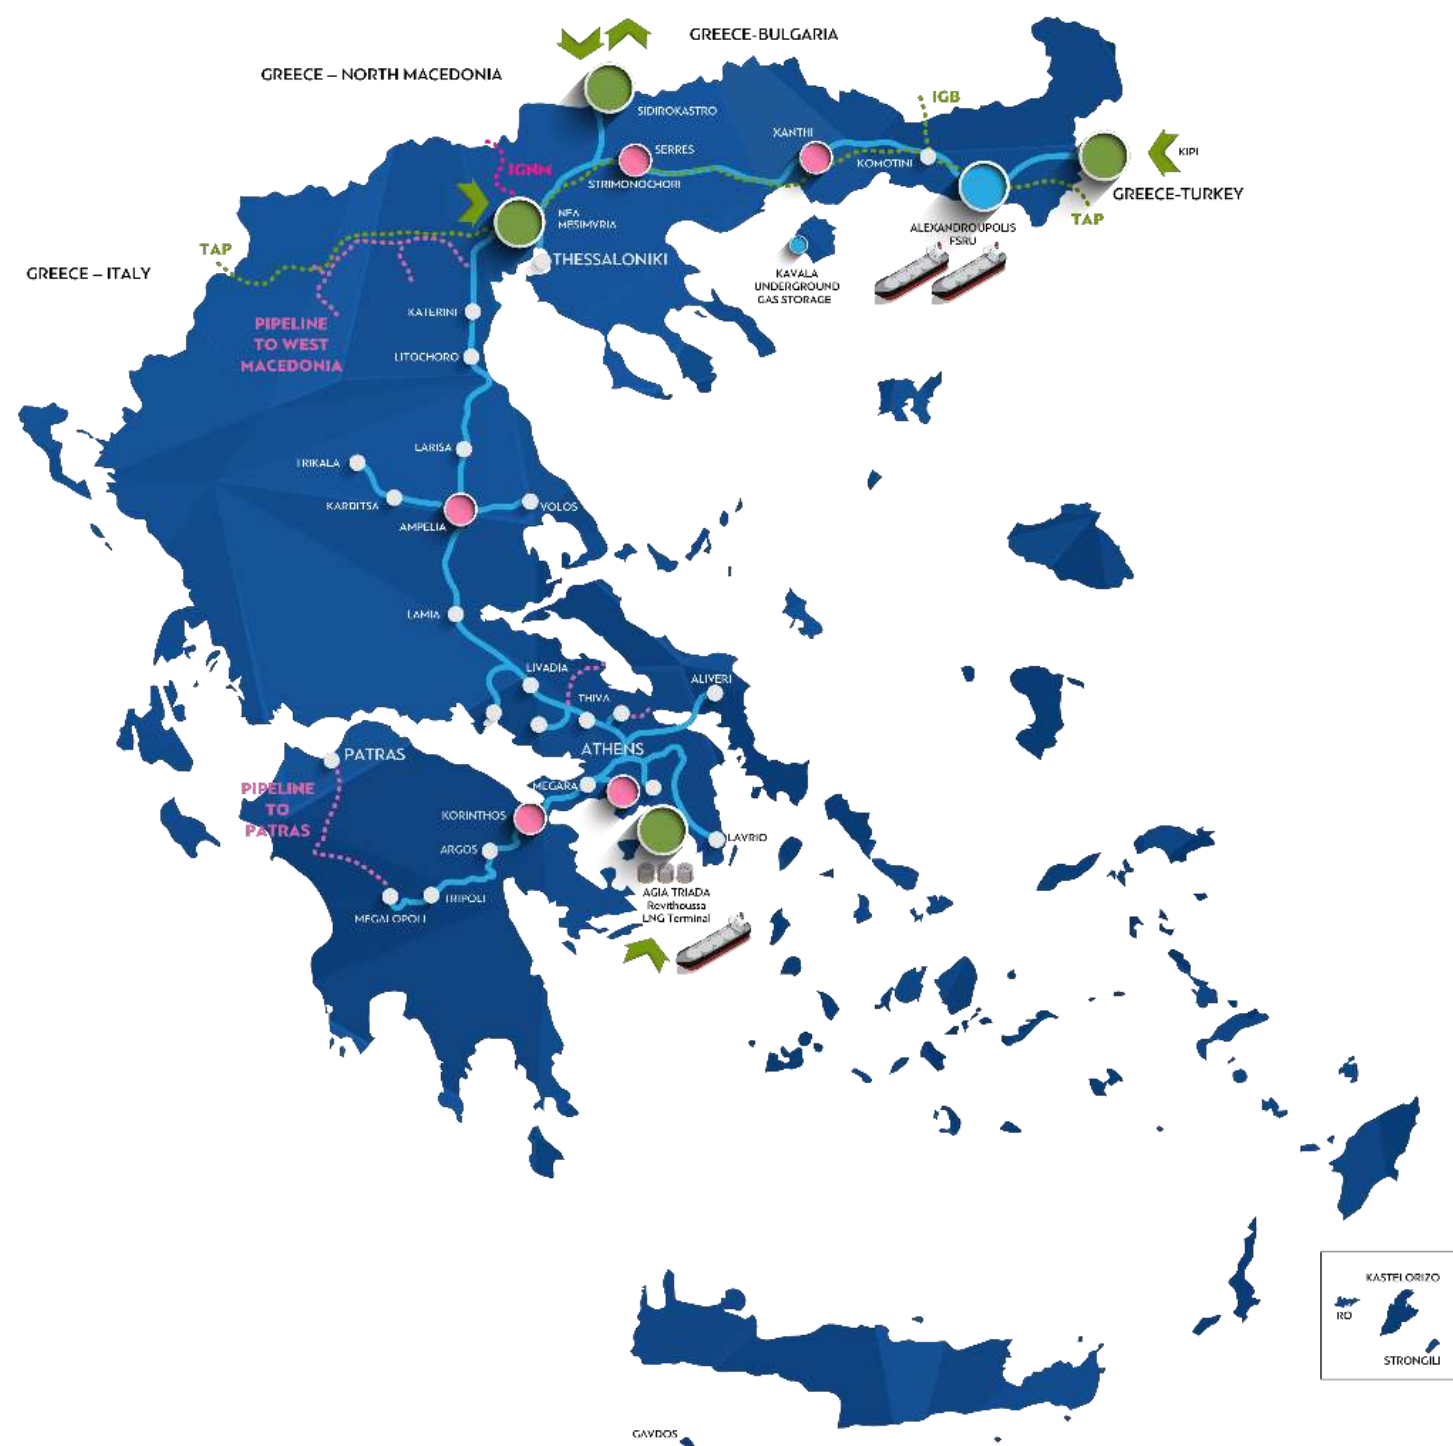 GREECE-BULGARIA
GREECE – NORTH MACEDONIA
SIDIROKASTRO
IGB
XANTHI
SERRES
KOMOTINI
KIPI
IGNM
STRIMONOCHORI
GREECE-TURKEY
NEA
MESIMVRIA
TAP
ALEXANDROUPOLIS
FSRU
TAP
THESSALONIKI
GREECE – ITALY
KAVALA
UNDERGROUND
GAS STORAGE
KATERINI
PIPELINE
TO WEST
MACEDONIA
LITOCHORO
LARISA
TRIKALA
KARDITSA
VOLOS
AMPELIA
LAMIA
LIVADIA
ALIVERI
THIVA
ATHENS
PATRAS
MEGARA
PIPELINE
TO
PATRAS
KORINTHOS
LAVRIO
ARGOS
AGIA TRIADA
Revithoussa
LNG Terminal
TRIPOLI
MEGALOPOLI
KASTELORIZO
RO
STRONGILI
GAVDOS